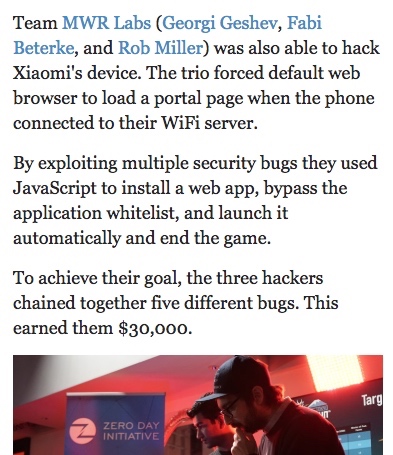 Team MWR Labs (Georgi Geshev, Fabi
Beterke, and Rob Miller) was also able to hack
Xiaomi's device. The trio forced default web
browser to load a portal page when the phone
connected to their WiFi server.
By exploiting multiple security bugs they used
JavaScript to install a web app, bypass the
application whitelist, and launch it
automatically and end the game.
To achieve their goal, the three hackers
chained together five different bugs. This
earned them $30,000.
ZERO DAY
INITIATIVE
Targ